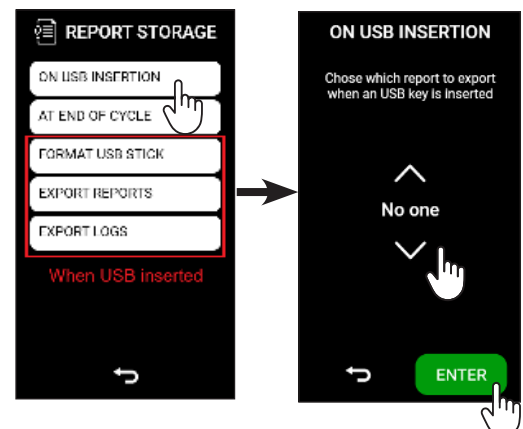 REPORT STORAGE
ON USB INSERTION
AT END OF CYCLE
FORMAT USB STICK
EXPORT REPORTS
EXPORT LOGS
When USB inserted
ON USB INSERTION
Chose which report to export
when an USB key is inserted
No one
ENTER